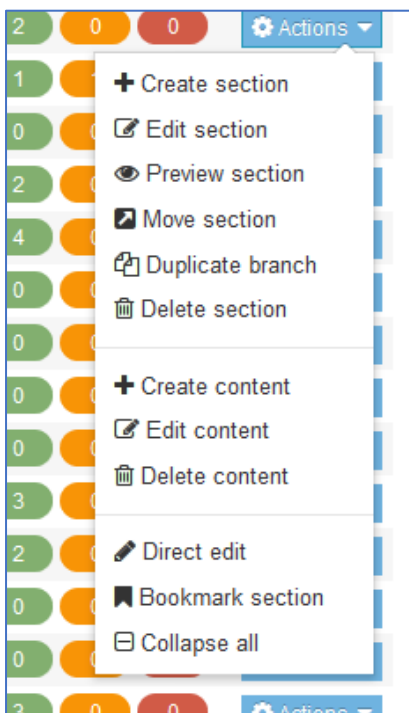 2 0 0 Actions
1
Create section
0
Edit section
2
Preview section
4
Move section
Duplicate branch
0
Delete section
0
0
Create content
0
Edit content
3
Delete content
2
Direct edit
0
Bookmark section
0
Collapse all
3 0 0 Actions